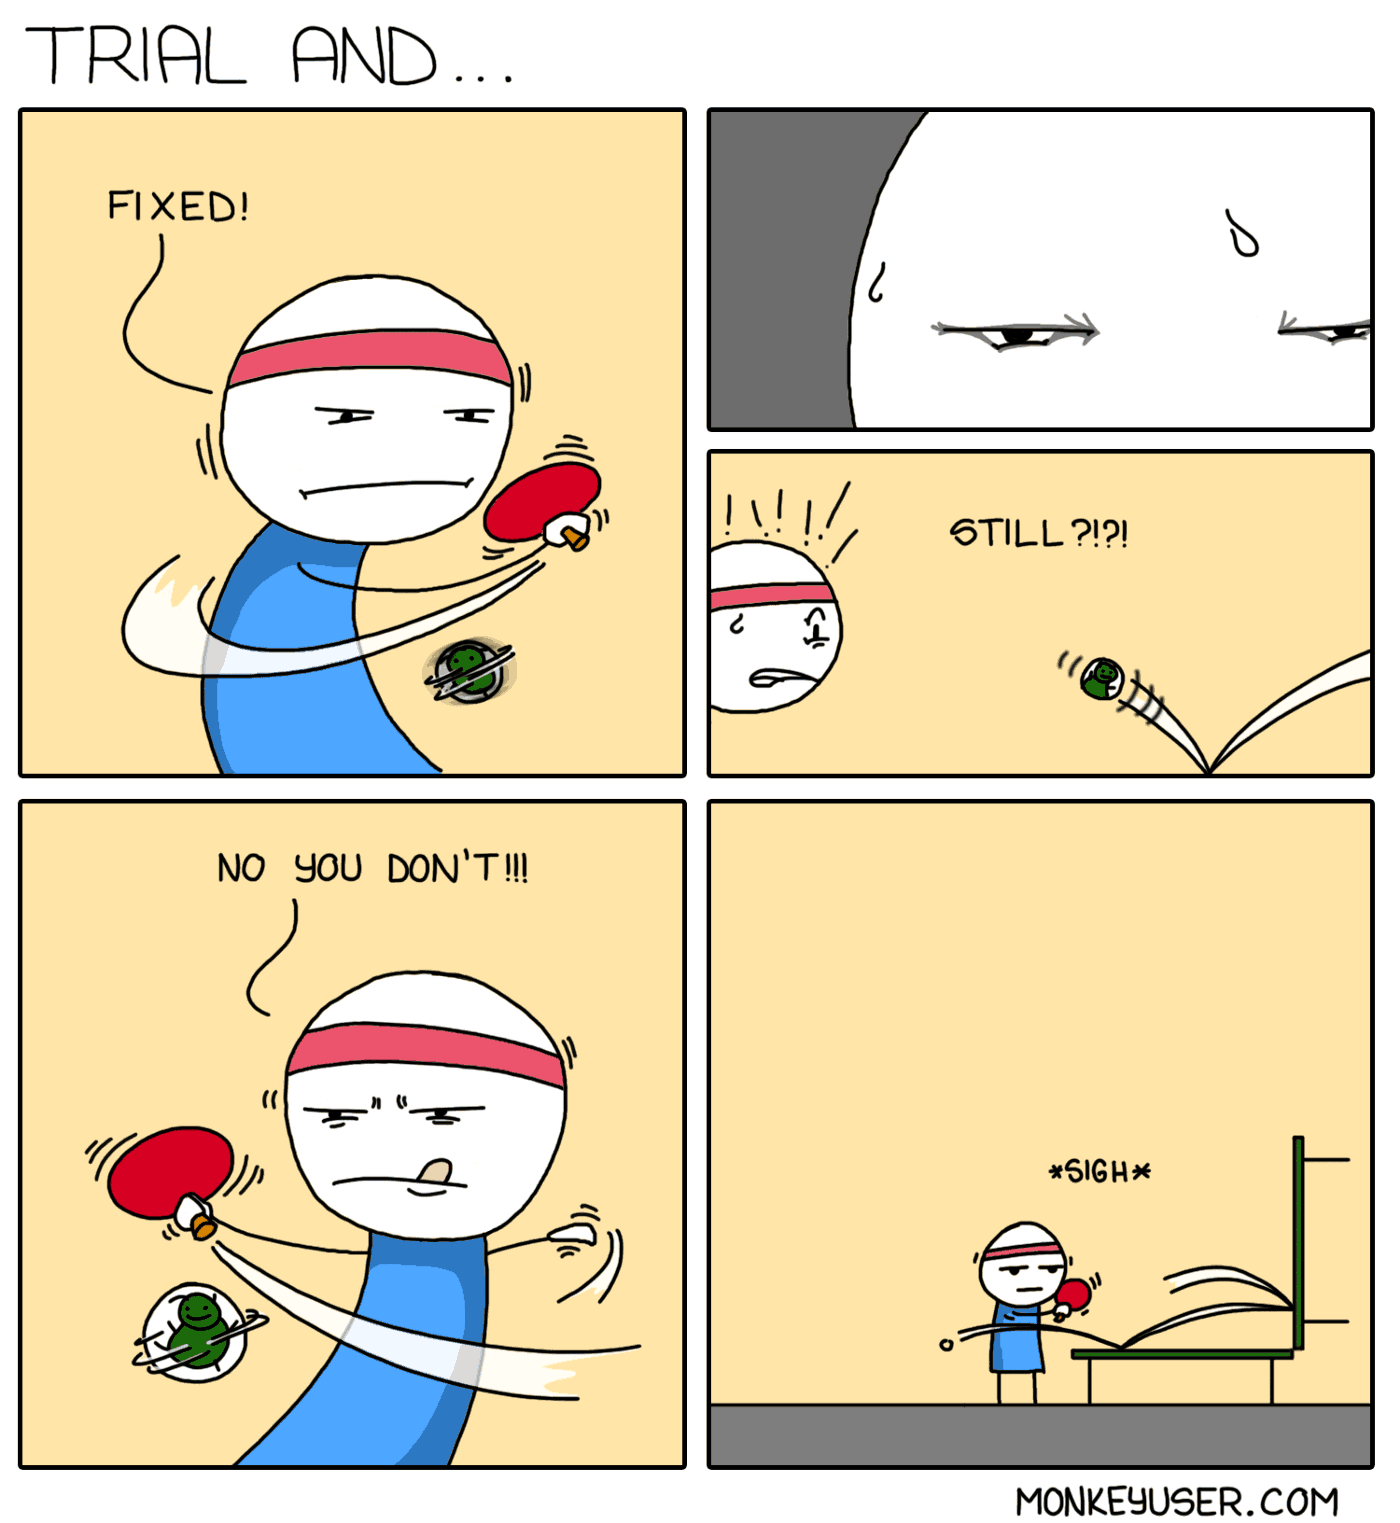 TRIAL AND...
FIXED!
STILL?!?!
NO YOU DON'T!!!
*SIGH*
MONKEYUSER.COM